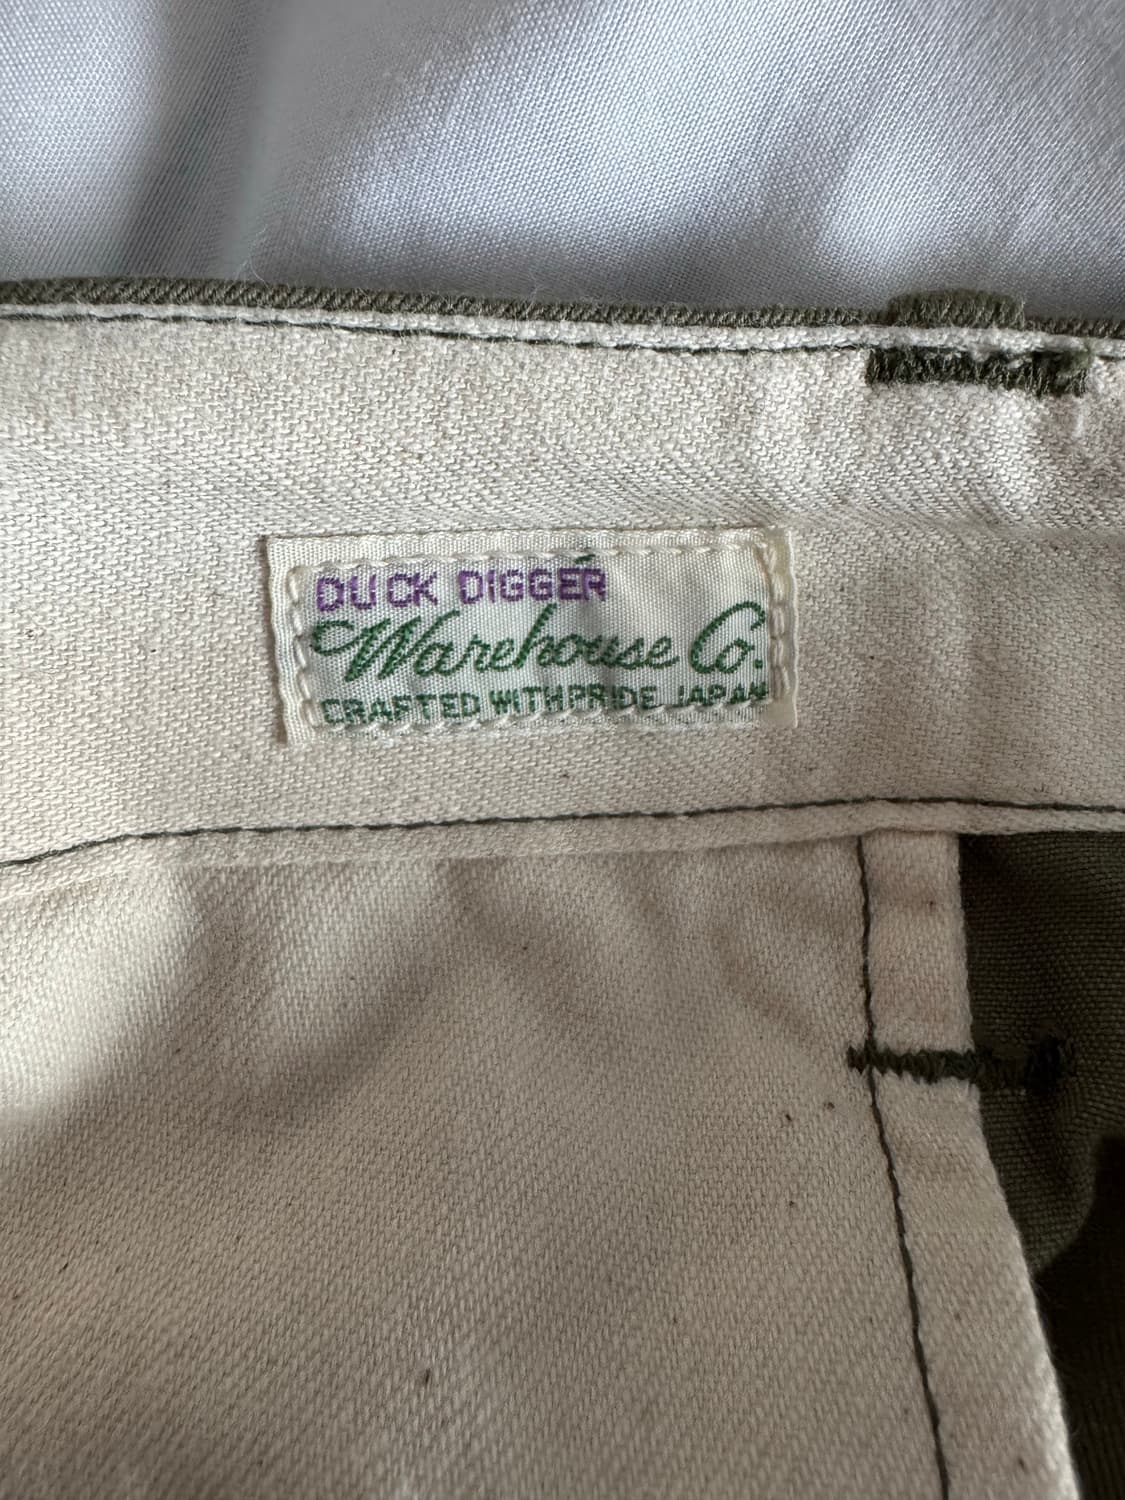 DUCK DIGGER
Warehouse Co.
CRAFTED WITH PRIDE JAPAN